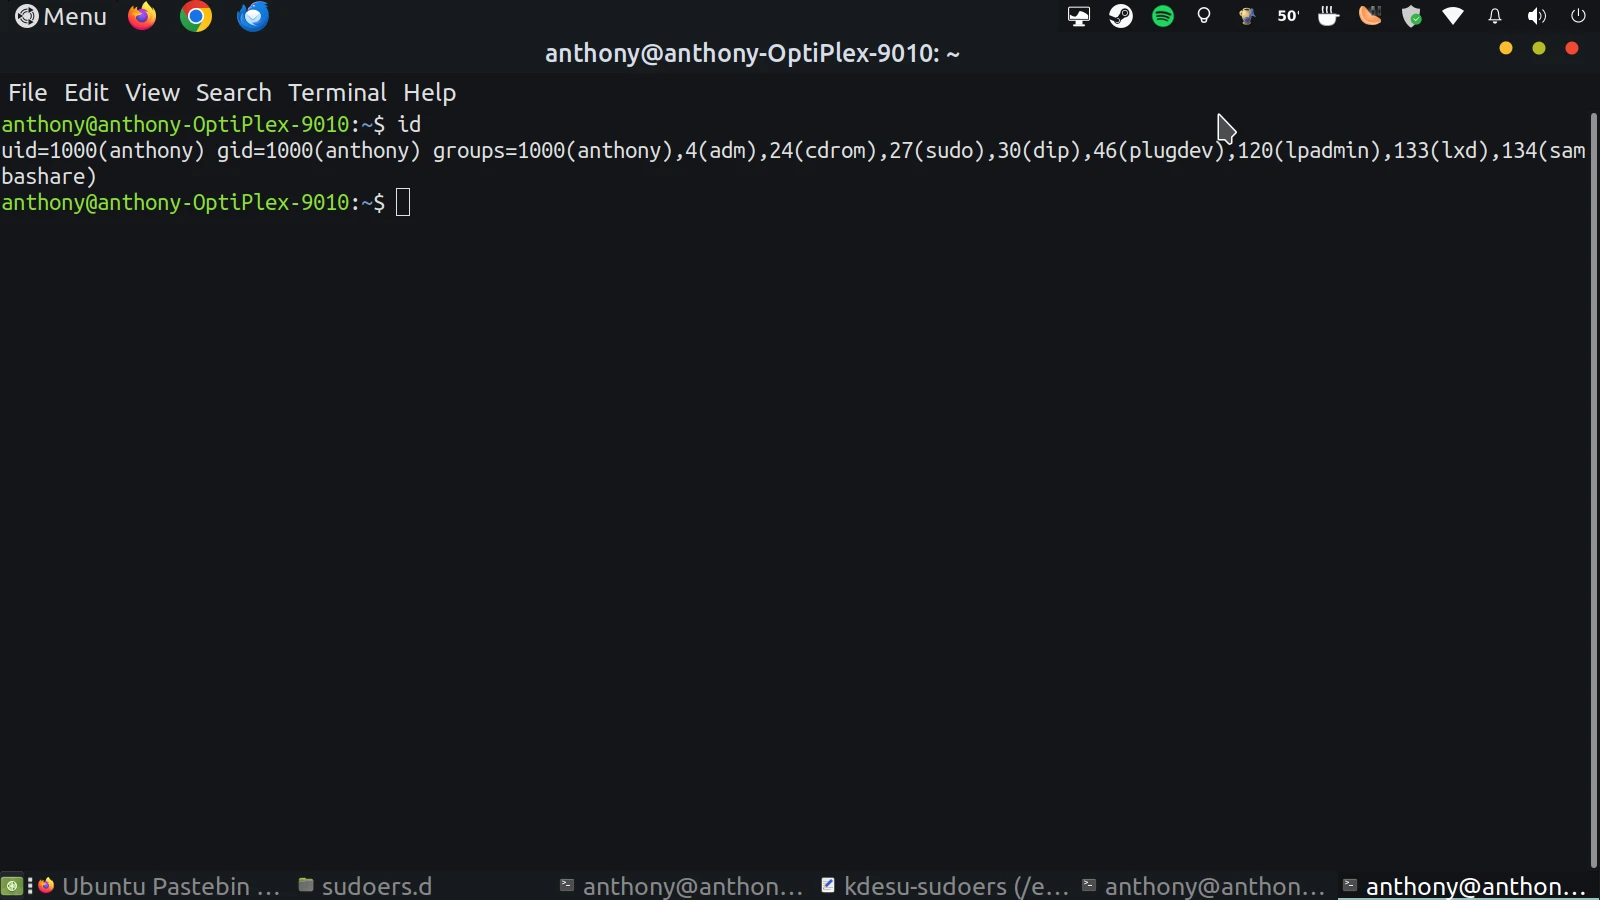 Menu
50'
anthony@anthony-OptiPlex-9010: ~
File Edit View Search Terminal Help
anthony@anthony-OptiPlex-9010:~$ id
uid=1000(anthony) gid=1000(anthony) groups=1000(anthony),4(adm),24(cdrom),27(sudo),30(dip),46(plugdev),120(lpadmin),133(lxd),134(sam
bashare)
anthony@anthony-OptiPlex-9010:~$
Ubuntu Pastebin ... sudoers.d anthony@anthon... kdesu-sudoers (/e... anthony@anthon... anthony@anthon...